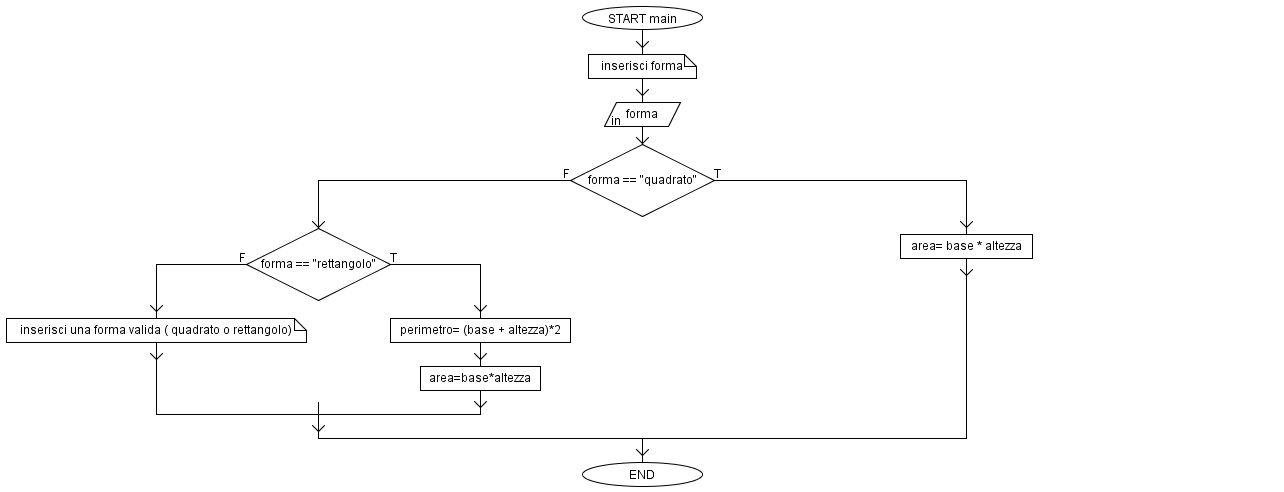 START main
inserisci forma
forma
in
F
forma == "quadrato"
T
area= base * altezza
F
forma == "rettangolo"
T
inserisci una forma valida ( quadrato o rettangolo)
perimetro= (base + altezza)*2
area=base*altezza
END